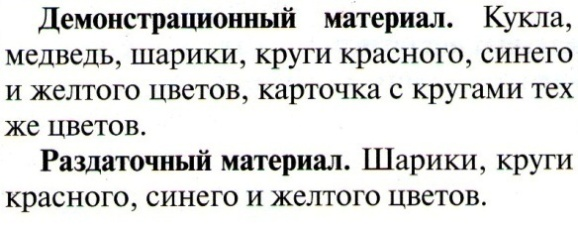 Демонстрационный материал. Кукла,
медведь, шарики, круги красного, синего
и желтого цветов, карточка с кругами тех
же цветов.
Раздаточный материал. Шарики, круги
красного, синего и желтого цветов.